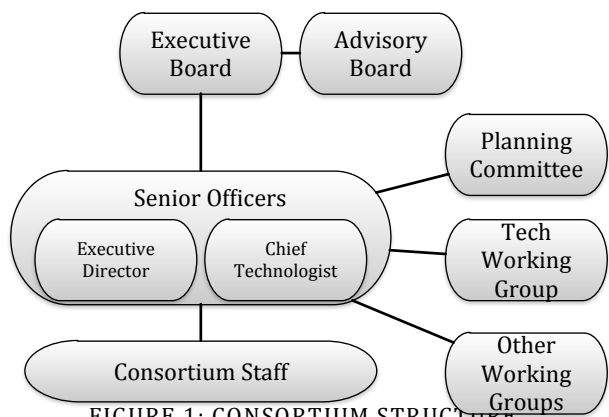 Executive
Board
Advisory
Board
Planning
Committee
Senior Officers
Executive
Director
Chief
Technologist
Tech
Working
Group
Consortium Staff
Other
Working
Groups
FIGURE 1: CONSORTIUM STRUCTURE